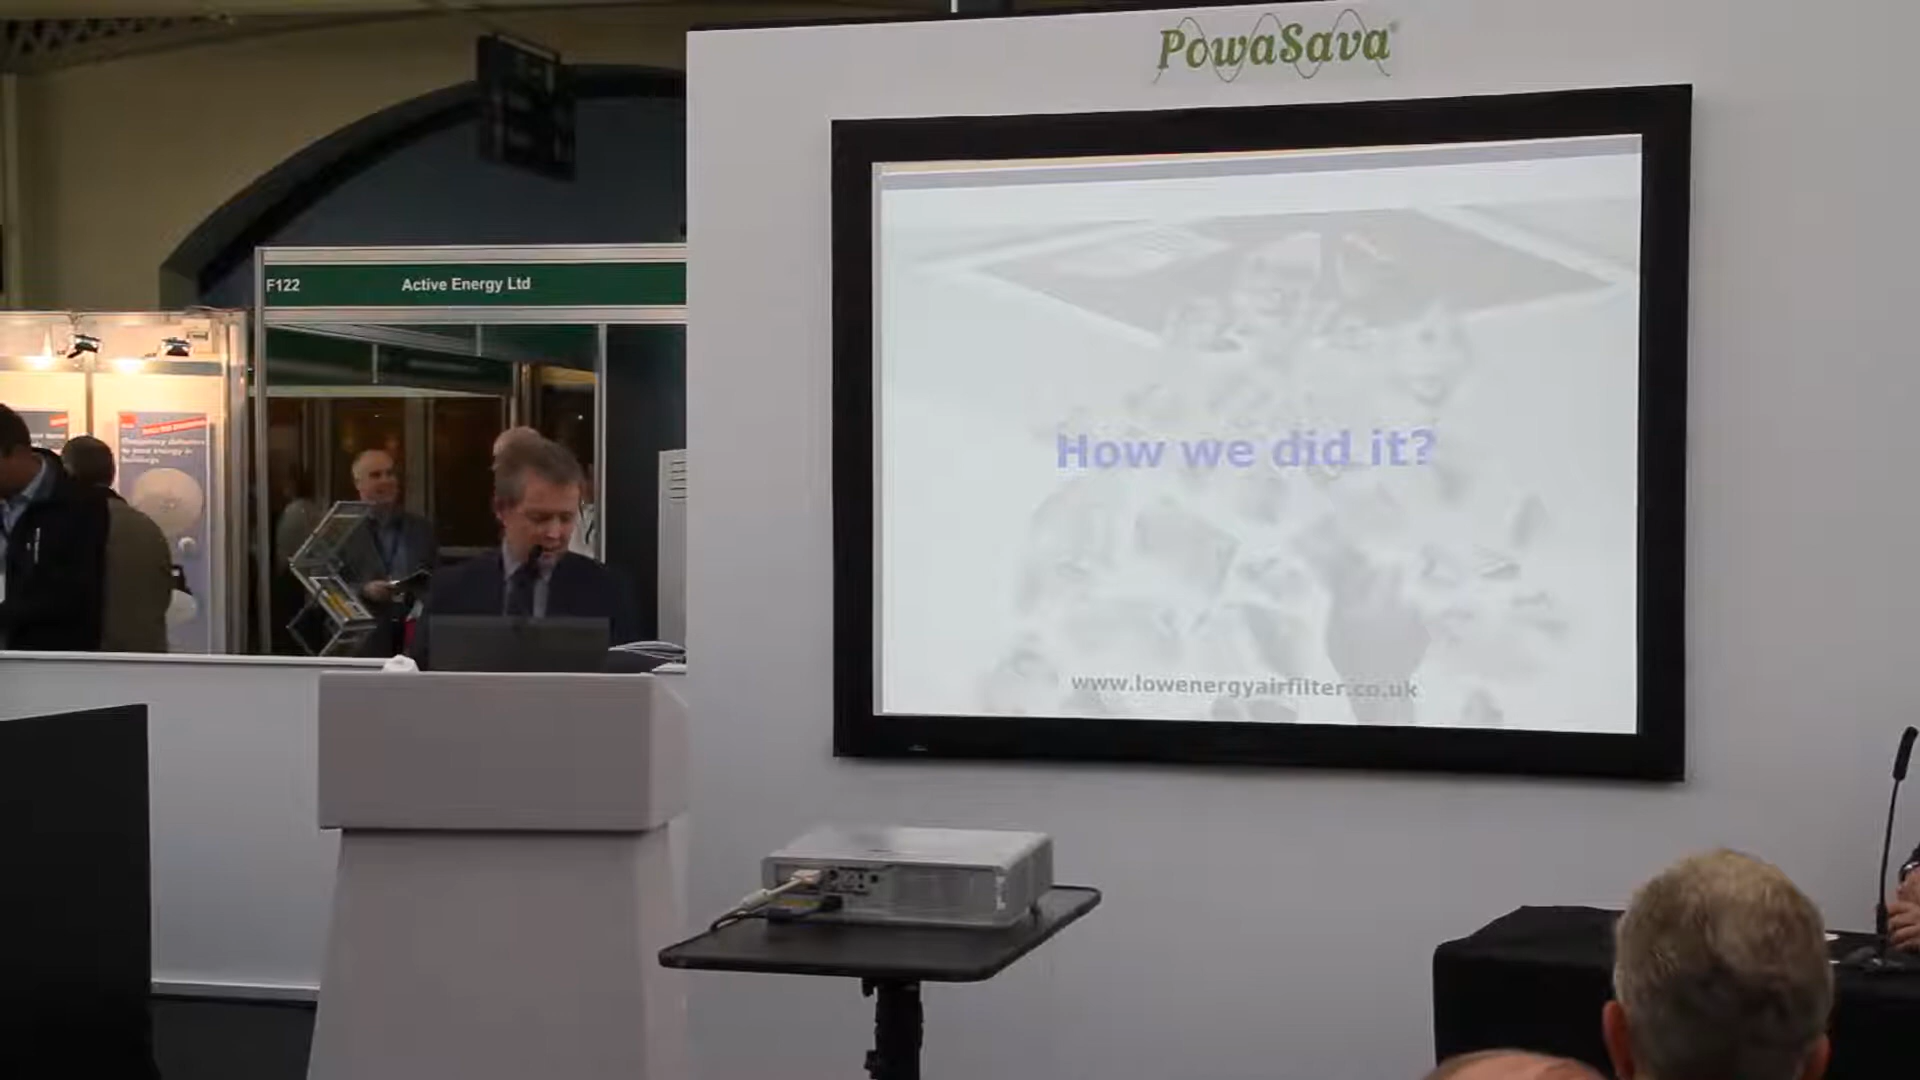 PowaSava
F122 Active Energy Ltd
How we did it?
www.lowenergyairfilter.co.uk